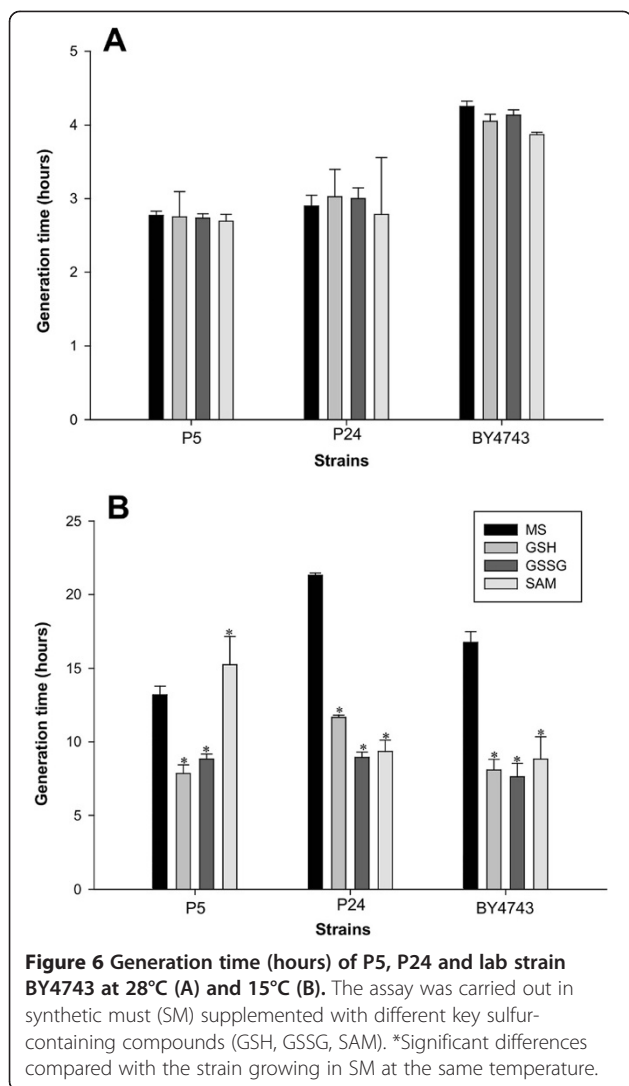 A
5
4
3
2
1
0
Generation time (hours)
P5 P24 BY4743
Strains
B
25
20
15
10
5
0
Generation time (hours)
MS
GSH
GSSG
SAM
* * *
* * *
* * *
P5 P24 BY4743
Strains
Figure 6 Generation time (hours) of P5, P24 and lab strain
BY4743 at 28°C (A) and 15°C (B). The assay was carried out in
synthetic must (SM) supplemented with different key sulfur-
containing compounds (GSH, GSSG, SAM). *Significant differences
compared with the strain growing in SM at the same temperature.